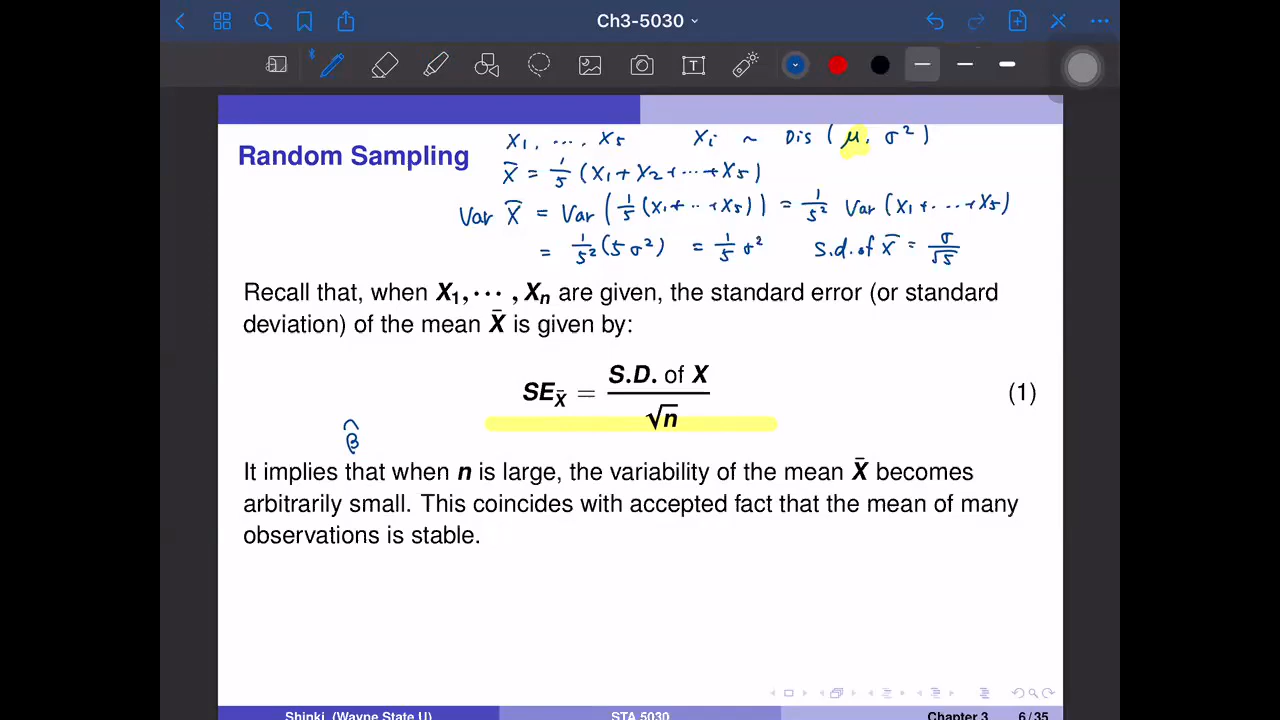 Ch3-5030
X₁, ..., X₅ Xᵢ ~ Dis (μ, σ²)
Random Sampling
X̄ = 1/5 (X₁ + X₂ + ... + X₅)
Var X̄ = Var (1/5 (X₁ + ... + X₅)) = 1/5² Var (X₁ + ... + X₅)
= 1/5² (5σ²) = 1/5 σ² s.d. of X̄ = σ/√5
Recall that, when X₁, ⋯ , Xₙ are given, the standard error (or standard
deviation) of the mean X̄ is given by:
SE_X̄ = S.D. of X / √n (1)
β̂
It implies that when n is large, the variability of the mean X̄ becomes
arbitrarily small. This coincides with accepted fact that the mean of many
observations is stable.
Shinki (Wayne State U) STA 5030 Chapter 3 6 / 35